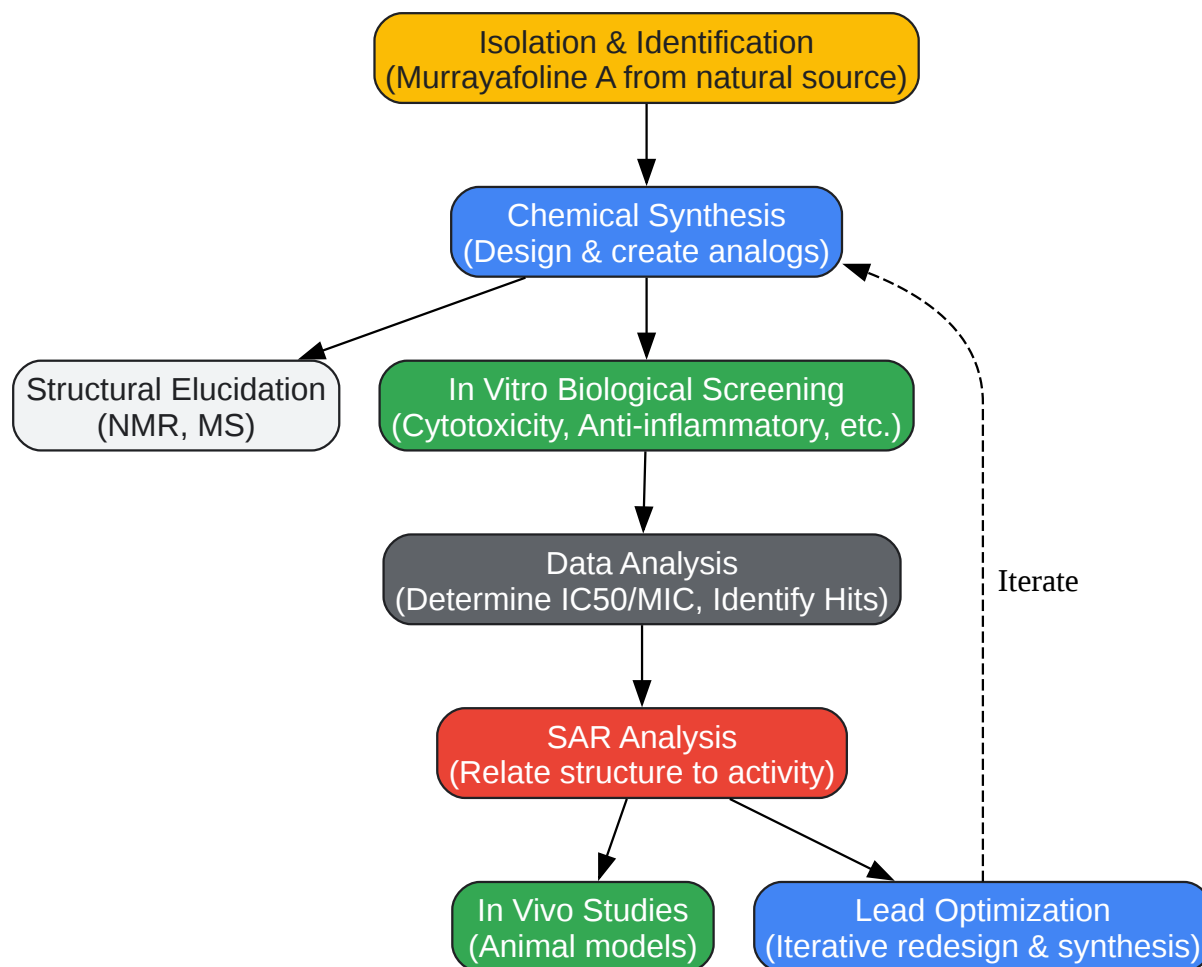 Isolation & Identification
(Murrayafoline A from natural source)
Chemical Synthesis
(Design & create analogs)
Structural Elucidation
(NMR, MS)
In Vitro Biological Screening
(Cytotoxicity, Anti-inflammatory, etc.)
Data Analysis
(Determine IC50/MIC, Identify Hits)
Iterate
SAR Analysis
(Relate structure to activity)
In Vivo Studies
(Animal models)
Lead Optimization
(Iterative redesign & synthesis)